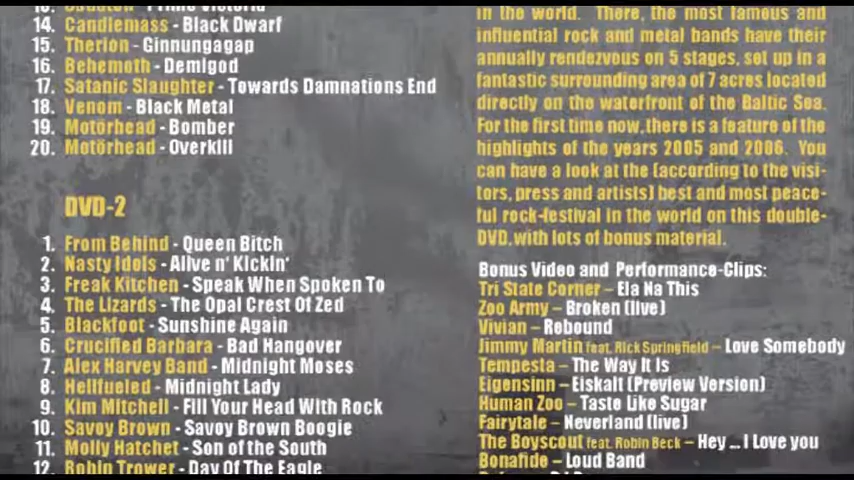 14. Candlemass - Black Dwarf
15. Therion - Ginnungagap
16. Behemoth - Demigod
17. Satanic Slaughter - Towards Damnations End
18. Venom - Black Metal
19. Motörhead - Bomber
20. Motörhead - Overkill
DVD-2
1. From Behind - Queen Bitch
2. Nasty Idols - Alive n' Kickin'
3. Freak Kitchen - Speak When Spoken To
4. The Lizards - The Opal Crest Of Zed
5. Blackfoot - Sunshine Again
6. Crucified Barbara - Bad Hangover
7. Alex Harvey Band - Midnight Moses
8. Hellfueled - Midnight Lady
9. Kim Mitchell - Fill Your Head With Rock
10. Savoy Brown - Savoy Brown Boogie
11. Molly Hatchet - Son of the South
12. Robin Trower - Day Of The Eagle
in the world. There, the most famous and
influential rock and metal bands have their
annually rendezvous on 5 stages, set up in a
fantastic surrounding area of 7 acres located
directly on the waterfront of the Baltic Sea.
For the first time now, there is a feature of the
highlights of the years 2005 and 2006. You
can have a look at the (according to the visi-
tors, press and artists) best and most peace-
ful rock-festival in the world on this double-
DVD, with lots of bonus material.
Bonus Video and Performance-Clips:
Tri State Corner – Ela Na This
Zoo Army – Broken (live)
Vivian – Rebound
Jimmy Martin feat. Rick Springfield – Love Somebody
Tempesta – The Way It Is
Eigensinn – Eiskalt (Preview Version)
Human Zoo – Taste Like Sugar
Fairytale – Neverland (live)
The Boyscout feat. Robin Beck – Hey ... I Love you
Bonafide – Loud Band